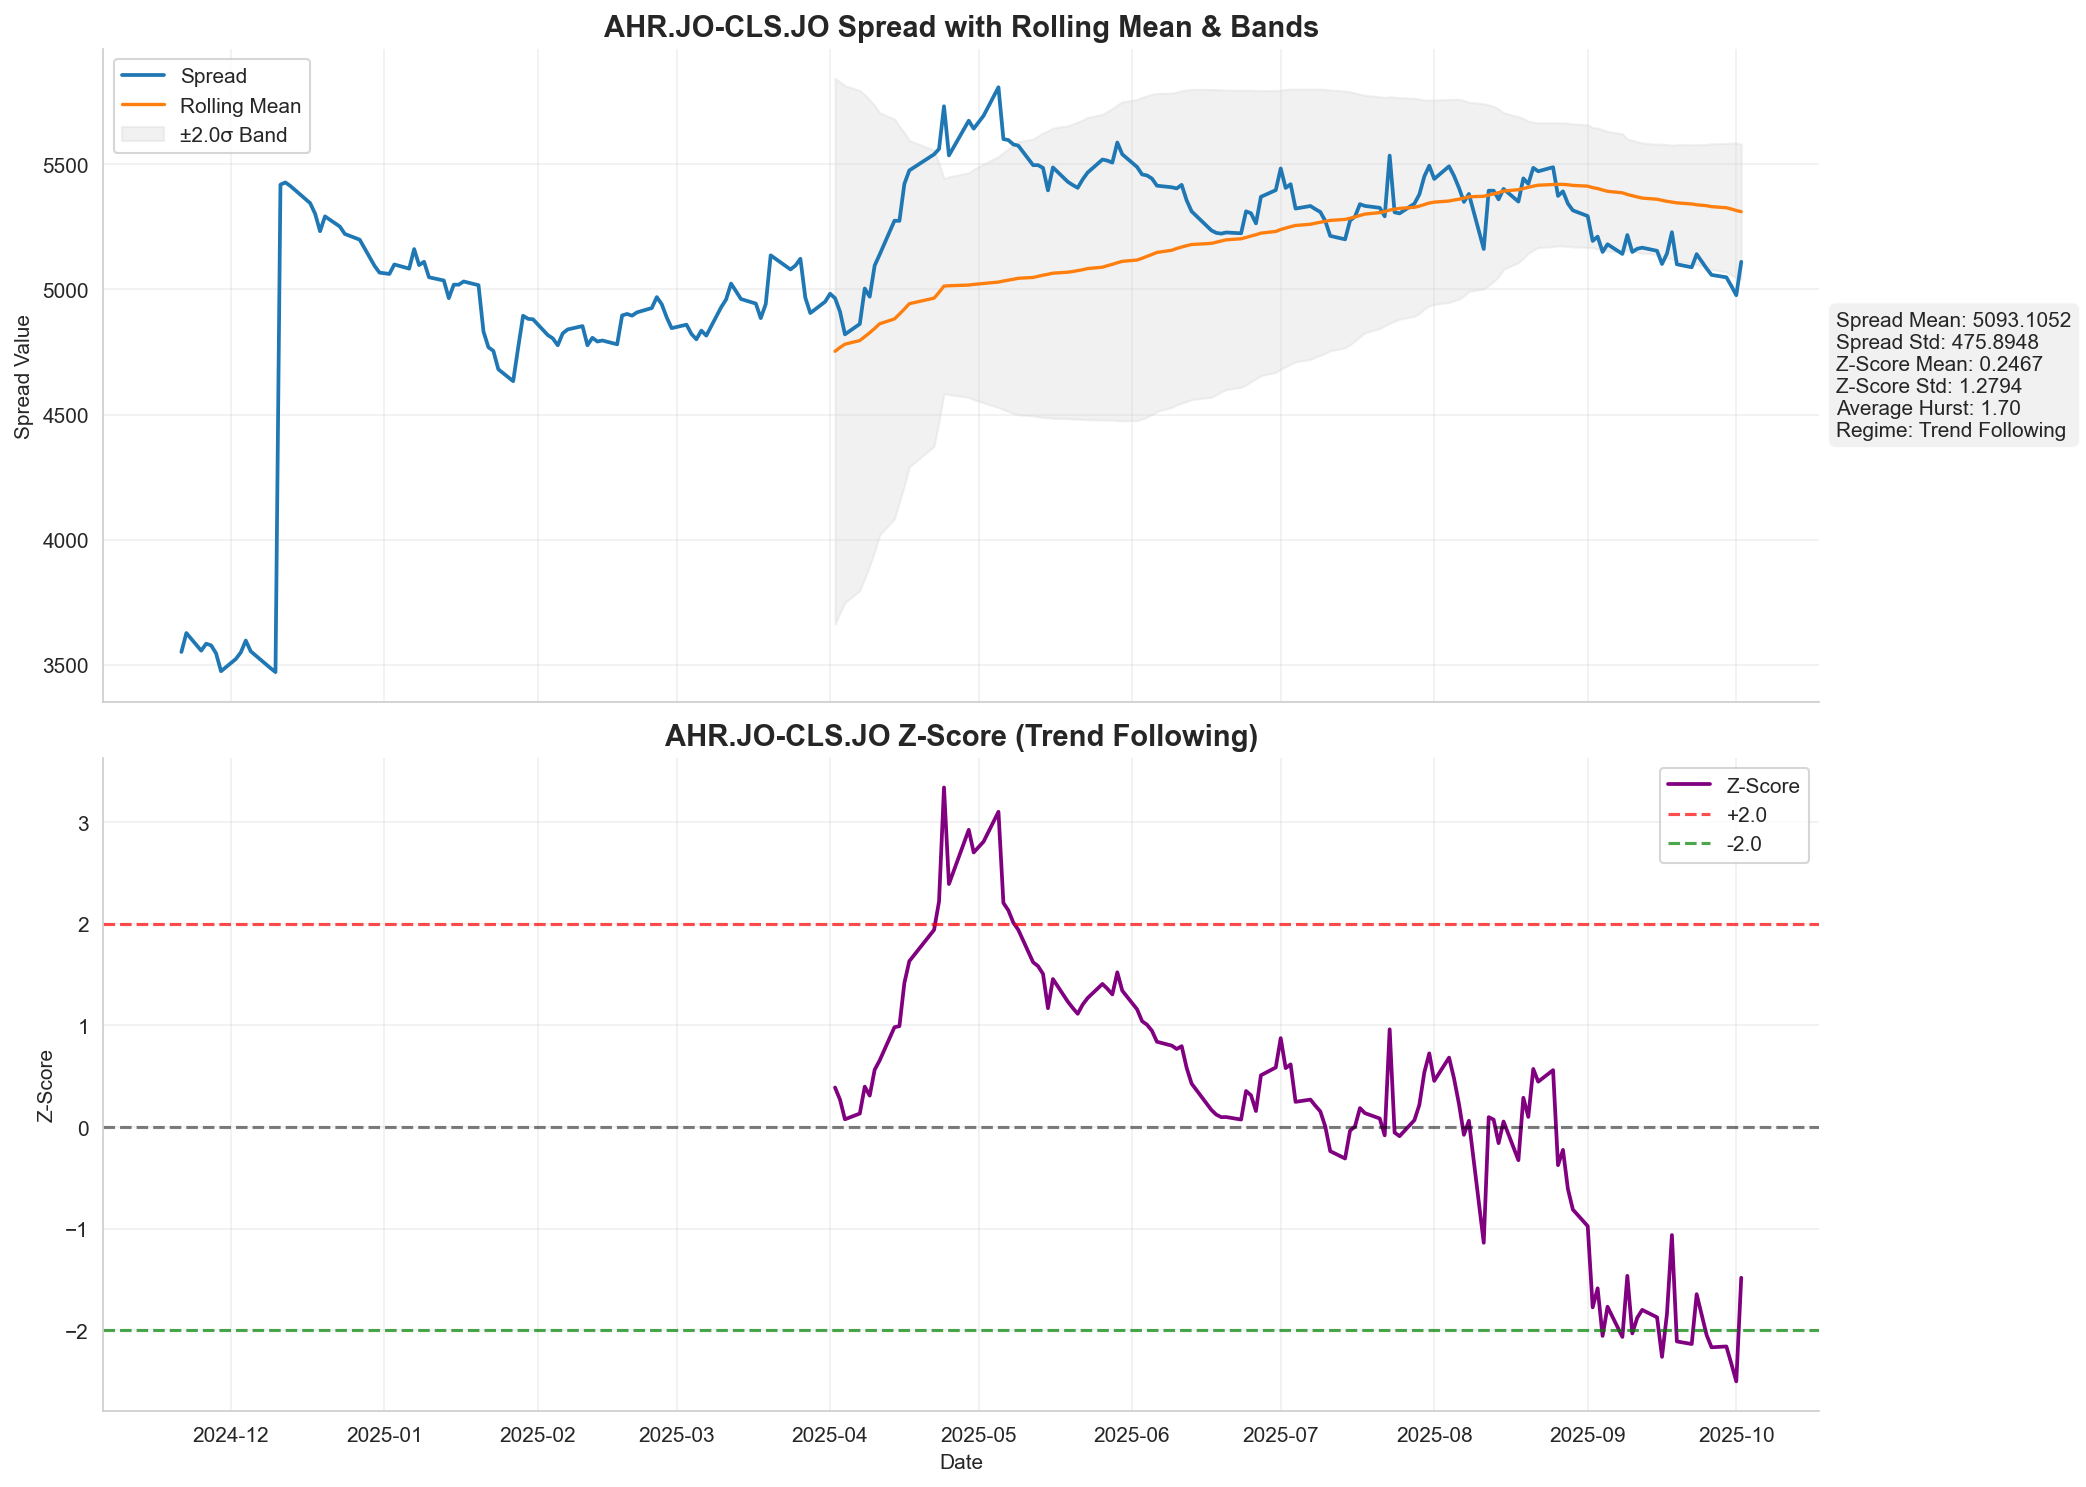 AHR.JO-CLS.JO Spread with Rolling Mean & Bands
Spread
Rolling Mean
±2.0σ Band
Spread Value
5500
5000
4500
4000
3500
Spread Mean: 5093.1052
Spread Std: 475.8948
Z-Score Mean: 0.2467
Z-Score Std: 1.2794
Average Hurst: 1.70
Regime: Trend Following
AHR.JO-CLS.JO Z-Score (Trend Following)
Z-Score
+2.0
-2.0
Z-Score
3
2
1
0
−1
−2
2024-12 2025-01 2025-02 2025-03 2025-04 2025-05 2025-06 2025-07 2025-08 2025-09 2025-10
Date